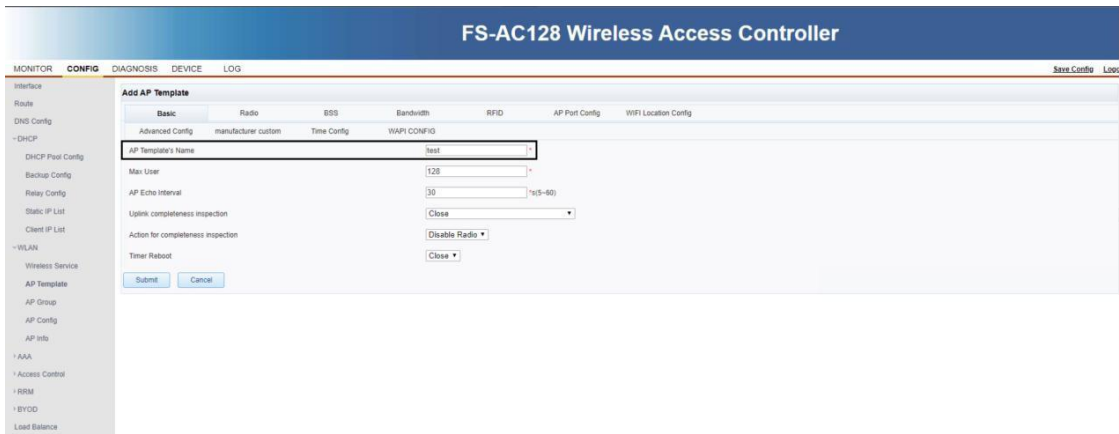 FS-AC128 Wireless Access Controller
MONITOR CONFIG DIAGNOSIS DEVICE LOG Save Config
Interface
Route
DNS Config
DHCP
DHCP Pool Config
Backup Config
Relay Config
Static IP List
Client IP List
WLAN
Wireless Service
AP Template
AP Group
AP Config
AP Info
AAA
Access Control
RRM
BYOD
Load Balance
Add AP Template
Basic Radio BSS Bandwidth RFID AP Port Config WIFI Location Config
Advanced Config manufacturer custom Time Config WAPI CONFIG
AP Template's Name test *
Max User 128 *
AP Echo Interval 30 *s(5~60)
Uplink completeness inspection Close
Action for completeness inspection Disable Radio
Timer Reboot Close
Submit Cancel